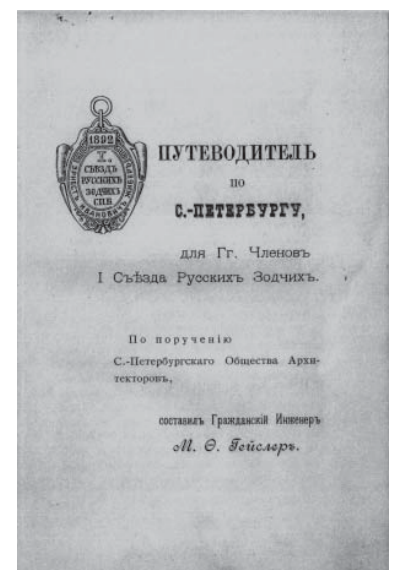 1892
I.
СЪѢЗДЪ
РУССКИХЪ
ЗОДЧИХЪ
СПБ
ПУТЕВОДИТЕЛЬ
ПО
С.-ПЕТЕРБУРГУ,
для Гг. Членовъ
I Съѣзда Русскихъ Зодчихъ.
По порученію
С.-Петербургскаго Общества Архи-
текторовъ,
составилъ Гражданскій Инженеръ
М. Ѳ. Гейслеръ.